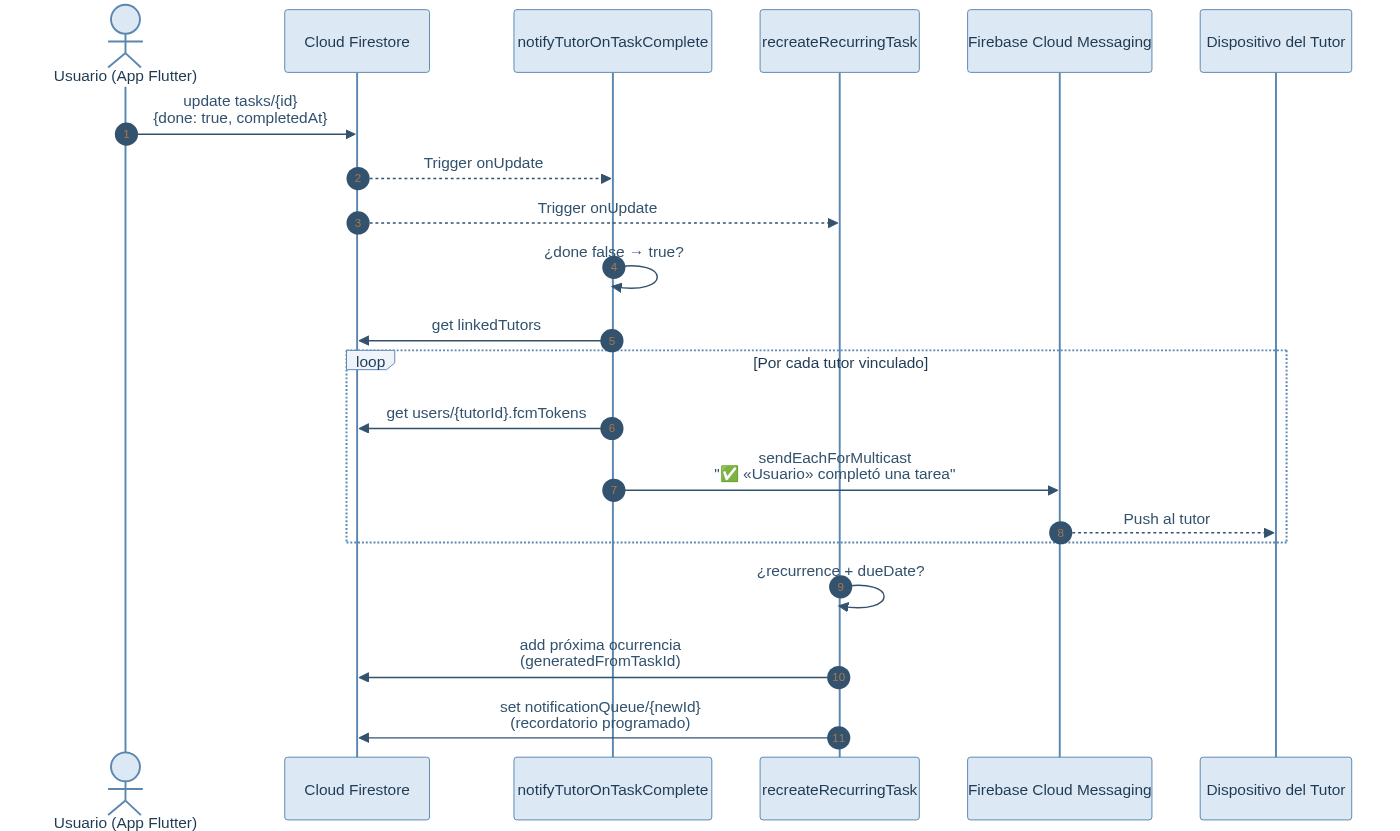 Usuario (App Flutter)
Cloud Firestore
notifyTutorOnTaskComplete
recreateRecurringTask
Firebase Cloud Messaging
Dispositivo del Tutor
update tasks/{id}
{done: true, completedAt}
1
Trigger onUpdate
2
Trigger onUpdate
3
¿done false → true?
4
get linkedTutors
5
loop
[Por cada tutor vinculado]
get users/{tutorId}.fcmTokens
6
sendEachForMulticast
"✅ «Usuario» completó una tarea"
7
Push al tutor
8
¿recurrence + dueDate?
9
add próxima ocurrencia
(generatedFromTaskId)
10
set notificationQueue/{newId}
(recordatorio programado)
11
Cloud Firestore
notifyTutorOnTaskComplete
recreateRecurringTask
Firebase Cloud Messaging
Dispositivo del Tutor
Usuario (App Flutter)